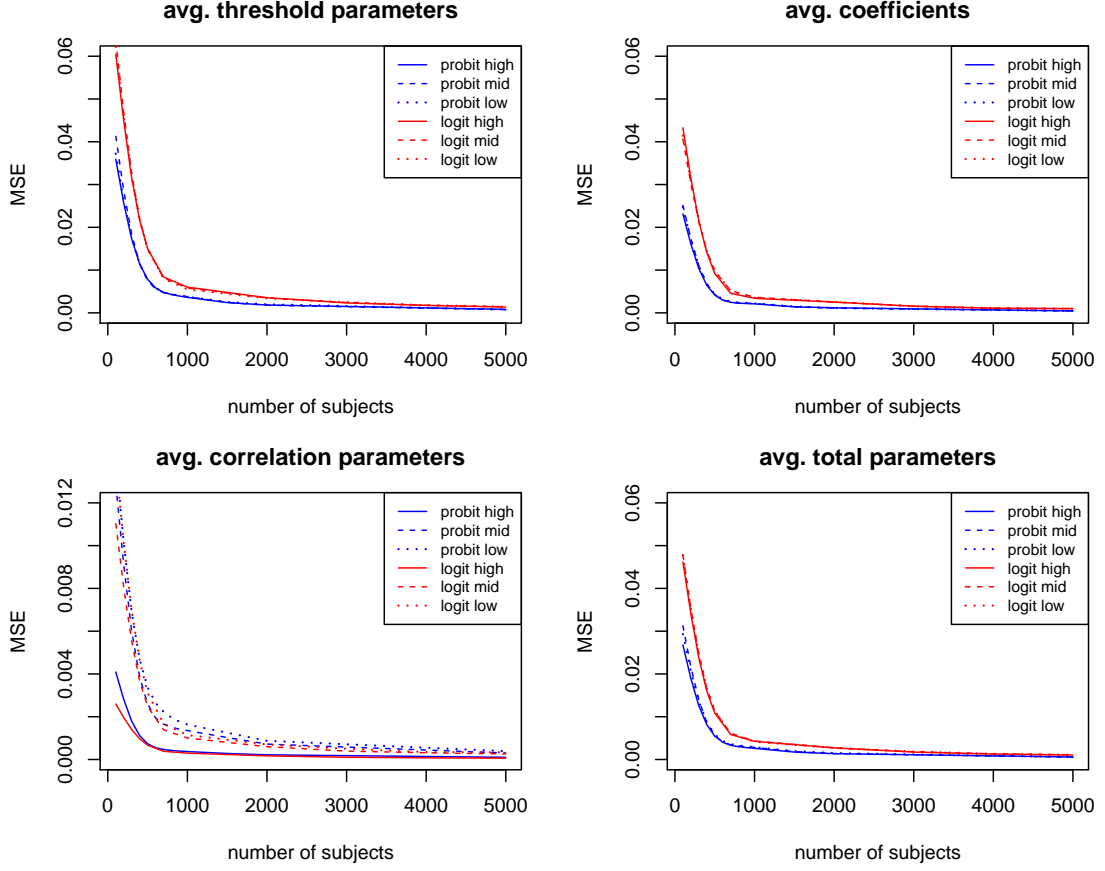 avg. threshold parameters
MSE
0.00
0.02
0.04
0.06
probit high
probit mid
probit low
logit high
logit mid
logit low
0
1000
2000
3000
4000
5000
number of subjects
avg. coefficients
MSE
0.00
0.02
0.04
0.06
probit high
probit mid
probit low
logit high
logit mid
logit low
0
1000
2000
3000
4000
5000
number of subjects
avg. correlation parameters
MSE
0.000
0.004
0.008
0.012
probit high
probit mid
probit low
logit high
logit mid
logit low
0
1000
2000
3000
4000
5000
number of subjects
avg. total parameters
MSE
0.00
0.02
0.04
0.06
probit high
probit mid
probit low
logit high
logit mid
logit low
0
1000
2000
3000
4000
5000
number of subjects